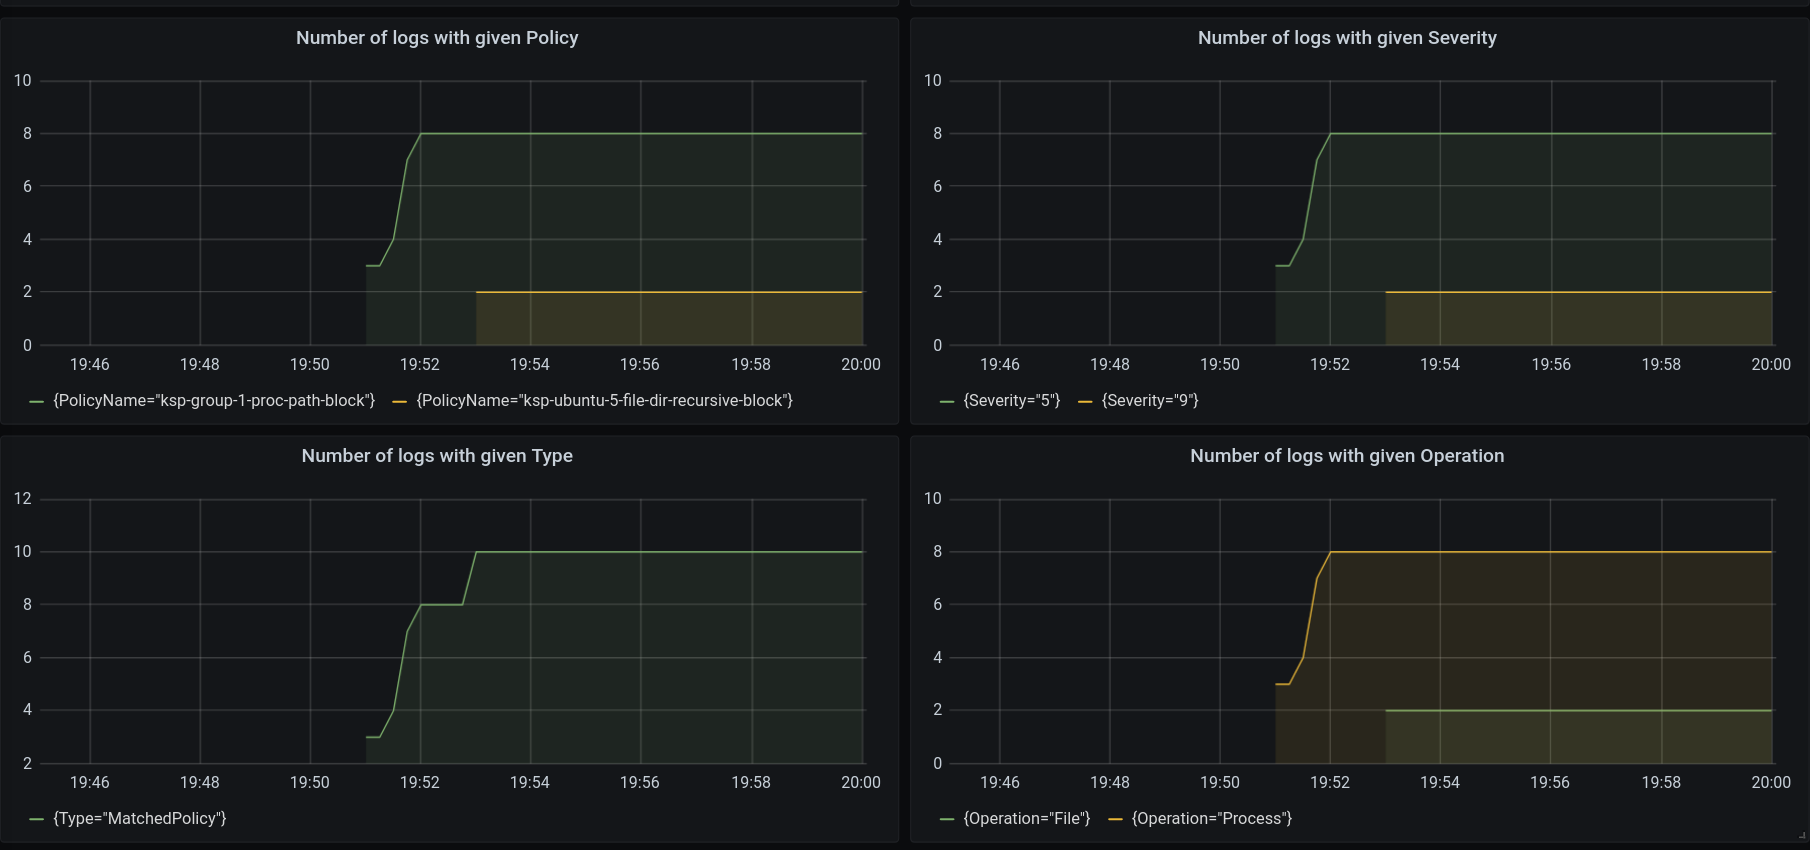 Number of logs with given Policy
10
8
6
4
2
0
19:46 19:48 19:50 19:52 19:54 19:56 19:58 20:00
{PolicyName="ksp-group-1-proc-path-block"} {PolicyName="ksp-ubuntu-5-file-dir-recursive-block"}
Number of logs with given Severity
10
8
6
4
2
0
19:46 19:48 19:50 19:52 19:54 19:56 19:58 20:00
{Severity="5"} {Severity="9"}
Number of logs with given Type
12
10
8
6
4
2
19:46 19:48 19:50 19:52 19:54 19:56 19:58 20:00
{Type="MatchedPolicy"}
Number of logs with given Operation
10
8
6
4
2
0
19:46 19:48 19:50 19:52 19:54 19:56 19:58 20:00
{Operation="File"} {Operation="Process"}